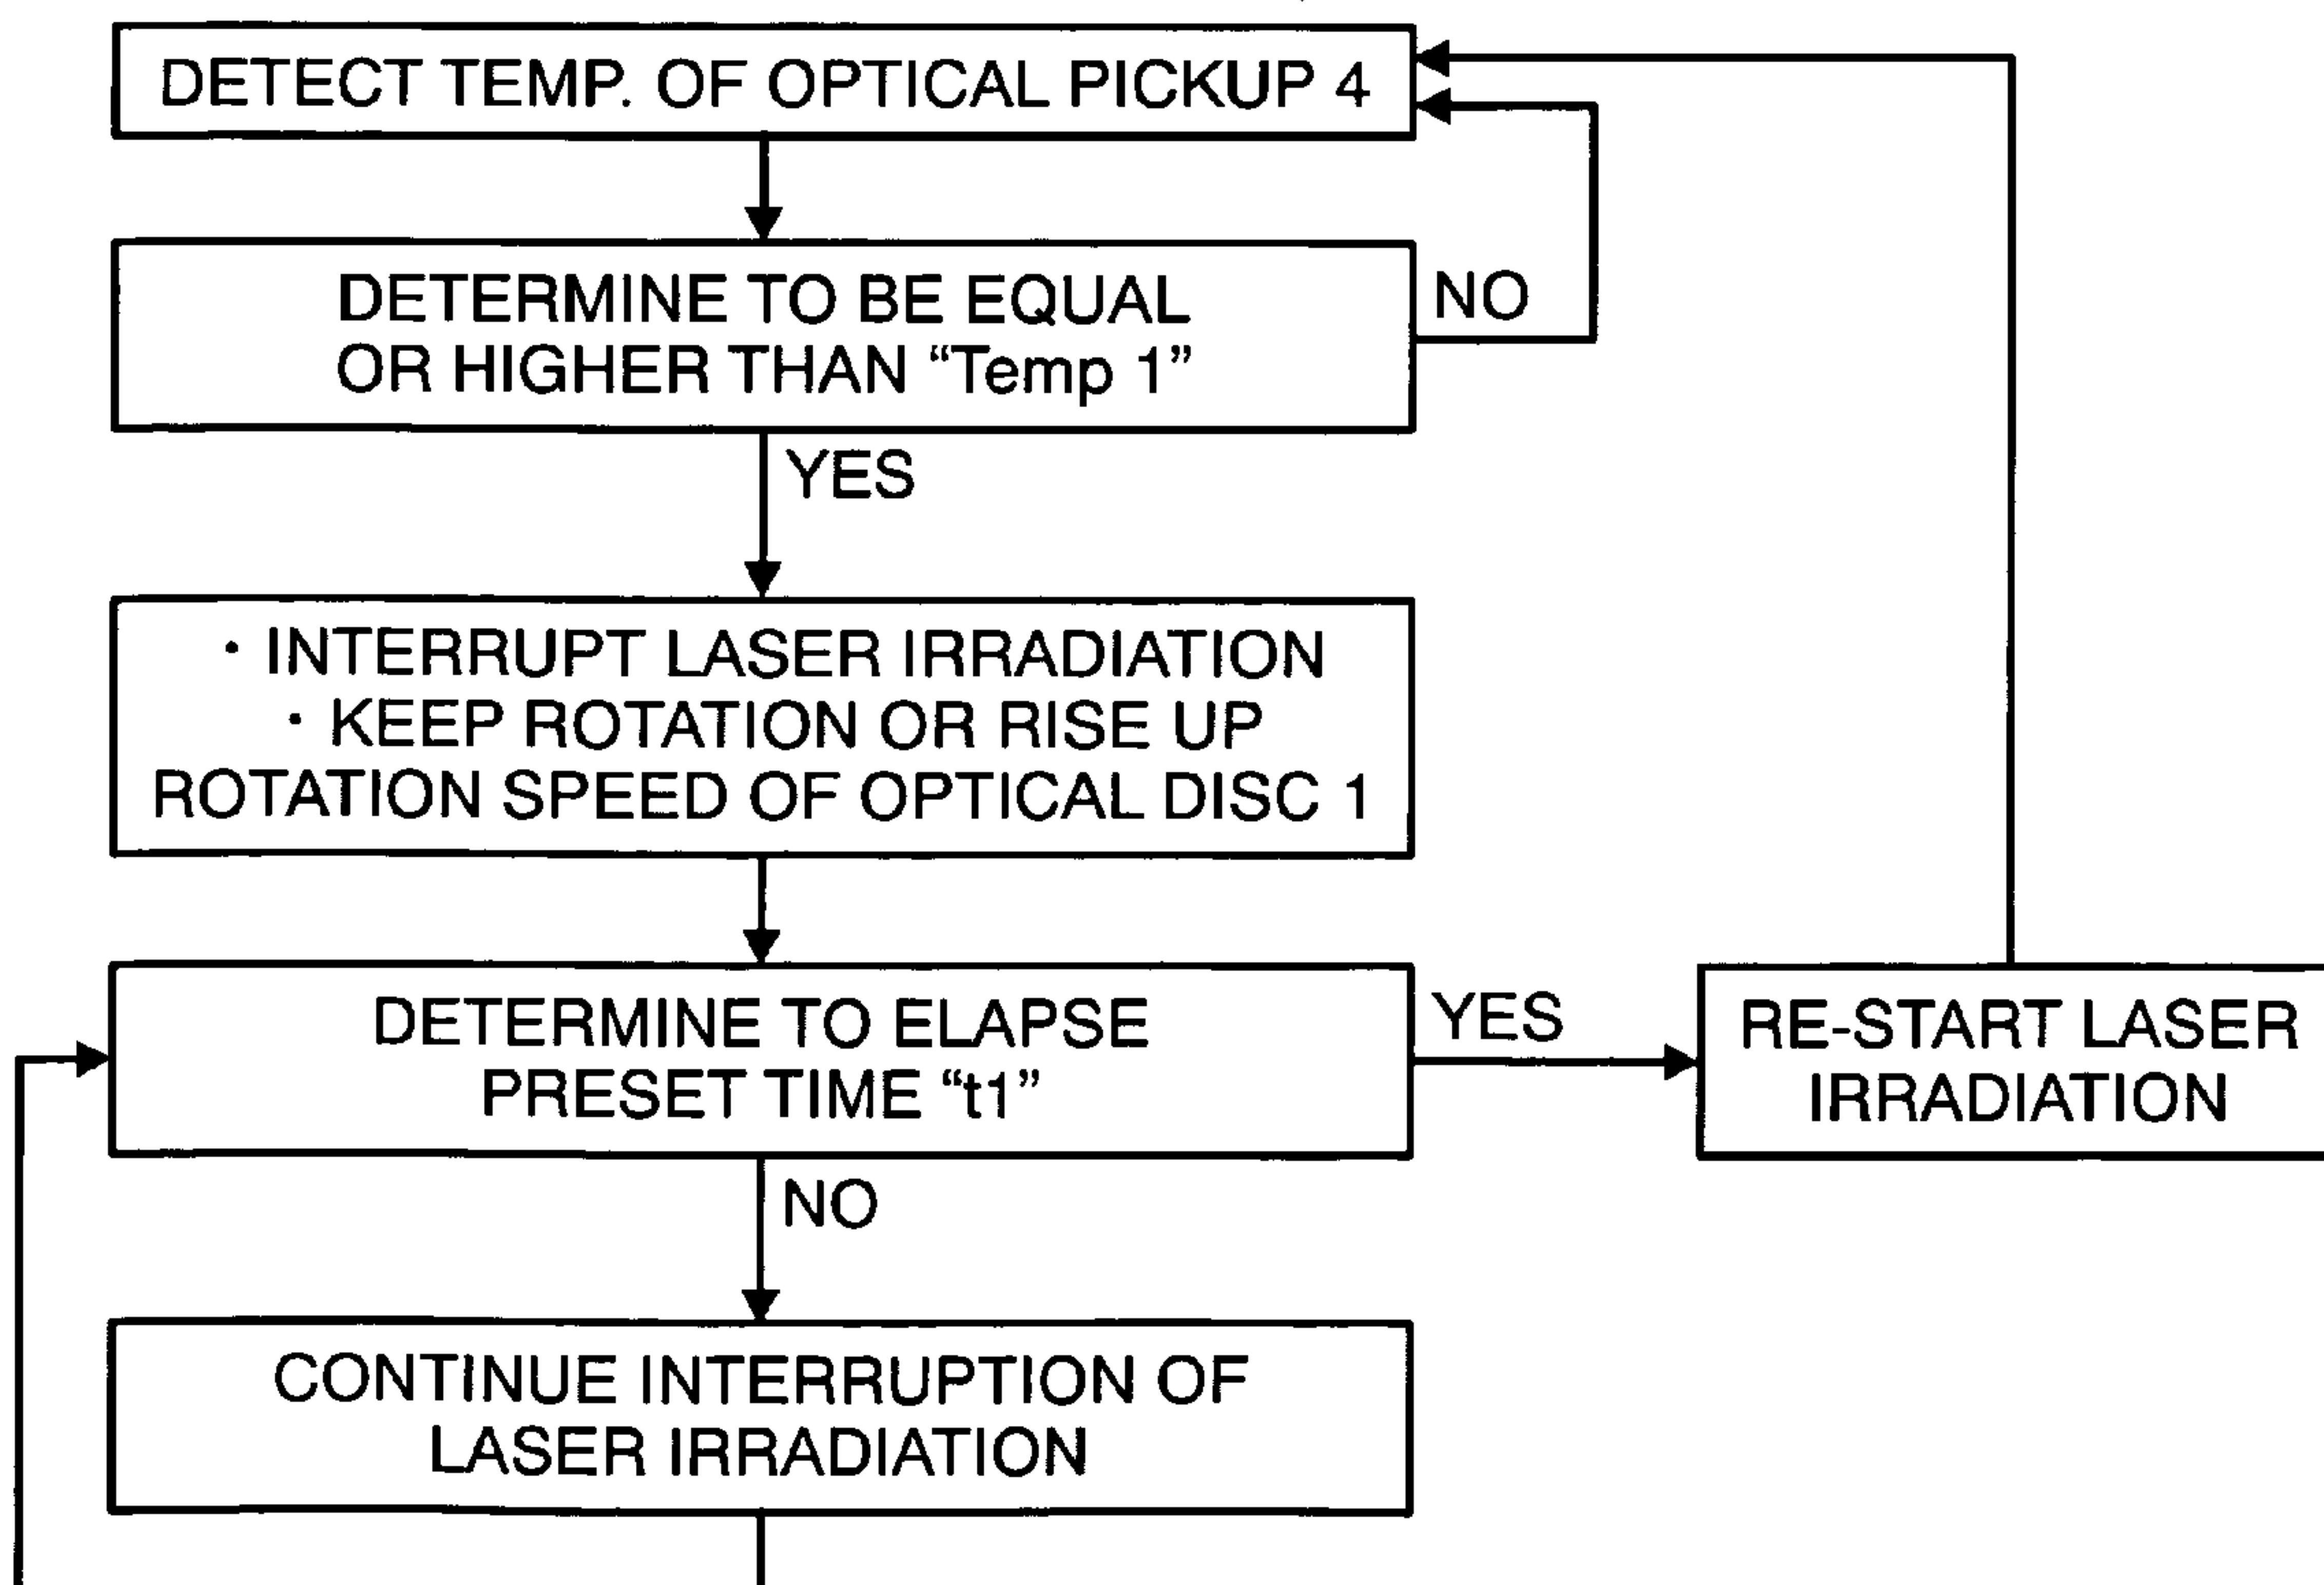 DETECT TEMP. OF OPTICAL PICKUP 4
DETERMINE TO BE EQUAL
OR HIGHER THAN “Temp 1”
NO
YES
・INTERRUPT LASER IRRADIATION
・KEEP ROTATION OR RISE UP
ROTATION SPEED OF OPTICAL DISC 1
DETERMINE TO ELAPSE
PRESET TIME “t1”
YES
RE-START LASER
IRRADIATION
NO
CONTINUE INTERRUPTION OF
LASER IRRADIATION